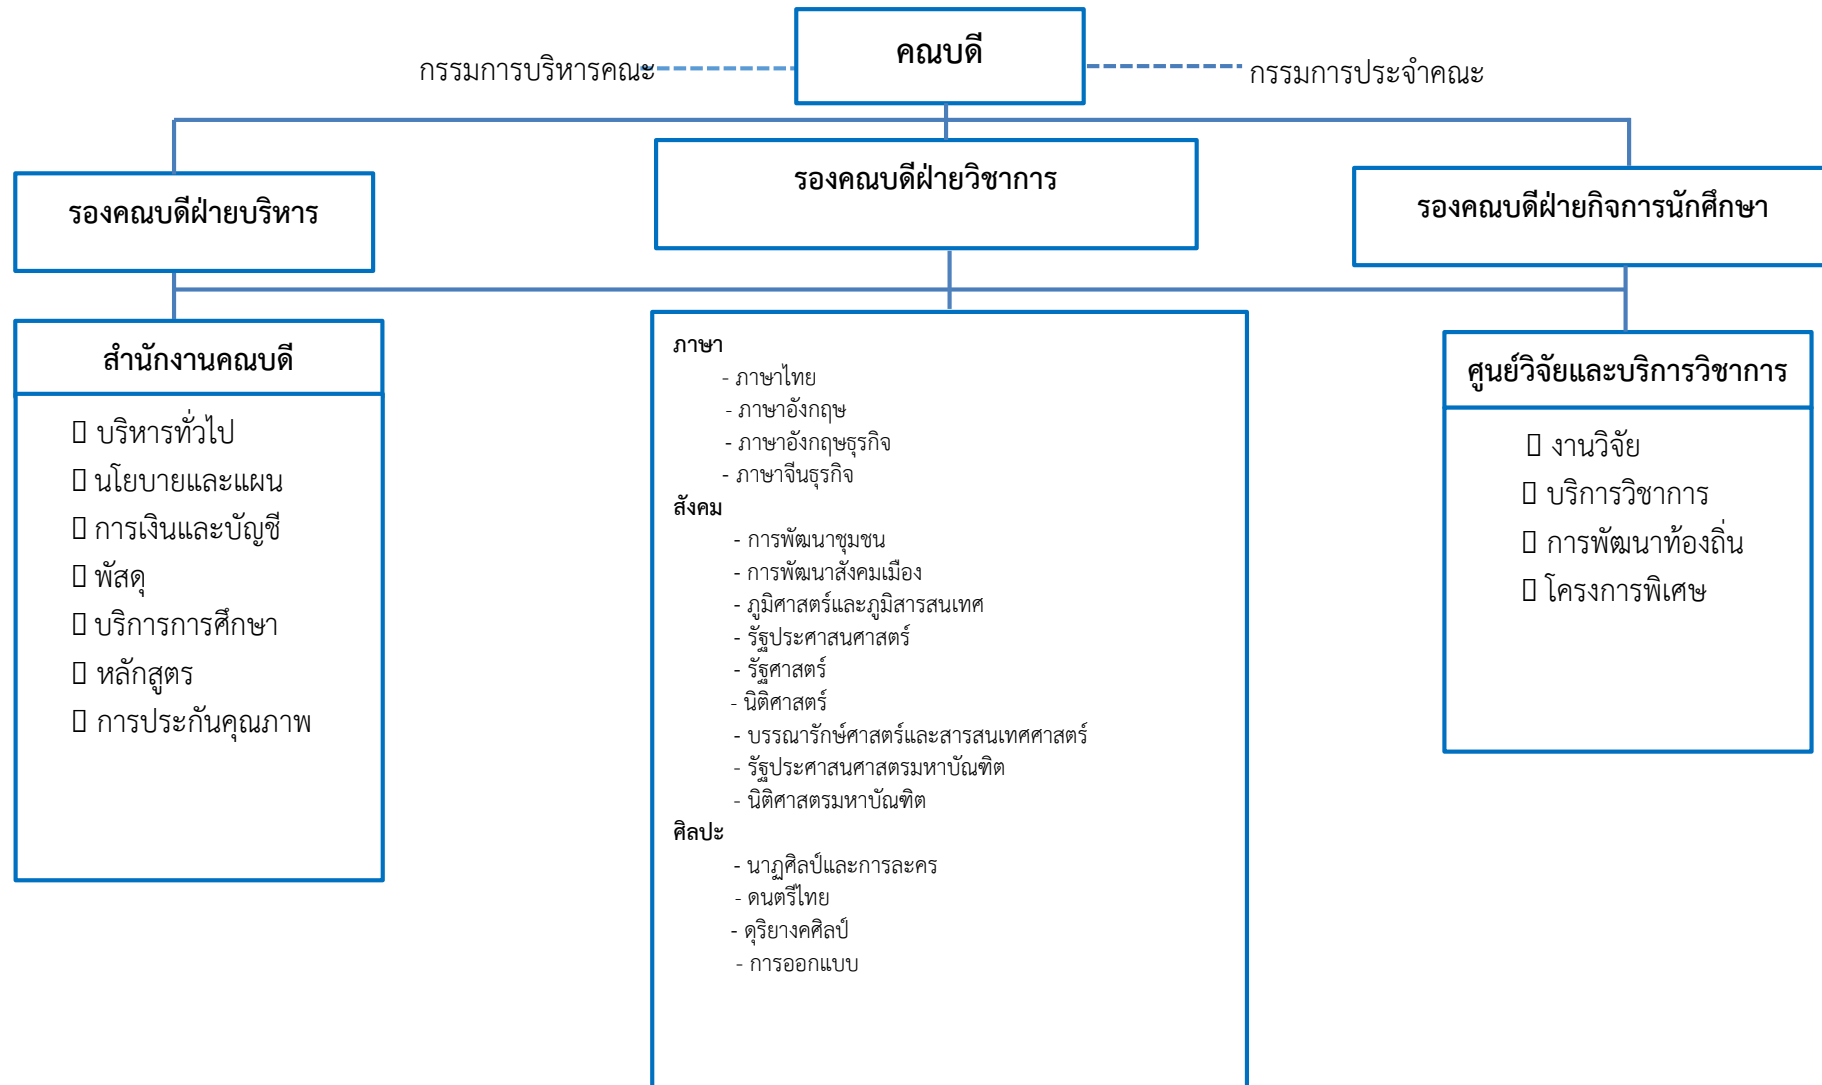 คณบดี
กรรมการบริหารคณะ
กรรมการประจำคณะ
รองคณบดีฝ่ายบริหาร
รองคณบดีฝ่ายวิชาการ
รองคณบดีฝ่ายกิจการนักศึกษา
สำนักงานคณบดี
บริหารทั่วไป
นโยบายและแผน
การเงินและบัญชี
พัสดุ
บริการการศึกษา
หลักสูตร
การประกันคุณภาพ
ภาษา
- ภาษาไทย
- ภาษาอังกฤษ
- ภาษาอังกฤษธุรกิจ
- ภาษาจีนธุรกิจ
สังคม
- การพัฒนาชุมชน
- การพัฒนาสังคมเมือง
- ภูมิศาสตร์และภูมิสารสนเทศ
- รัฐประศาสนศาสตร์
- รัฐศาสตร์
- นิติศาสตร์
- บรรณารักษ์ศาสตร์และสารสนเทศศาสตร์
- รัฐประศาสนศาสตรมหาบัณฑิต
- นิติศาสตรมหาบัณฑิต
ศิลปะ
- นาฏศิลป์และการละคร
- ดนตรีไทย
- ดุริยางคศิลป์
- การออกแบบ
ศูนย์วิจัยและบริการวิชาการ
งานวิจัย
บริการวิชาการ
การพัฒนาท้องถิ่น
โครงการพิเศษ